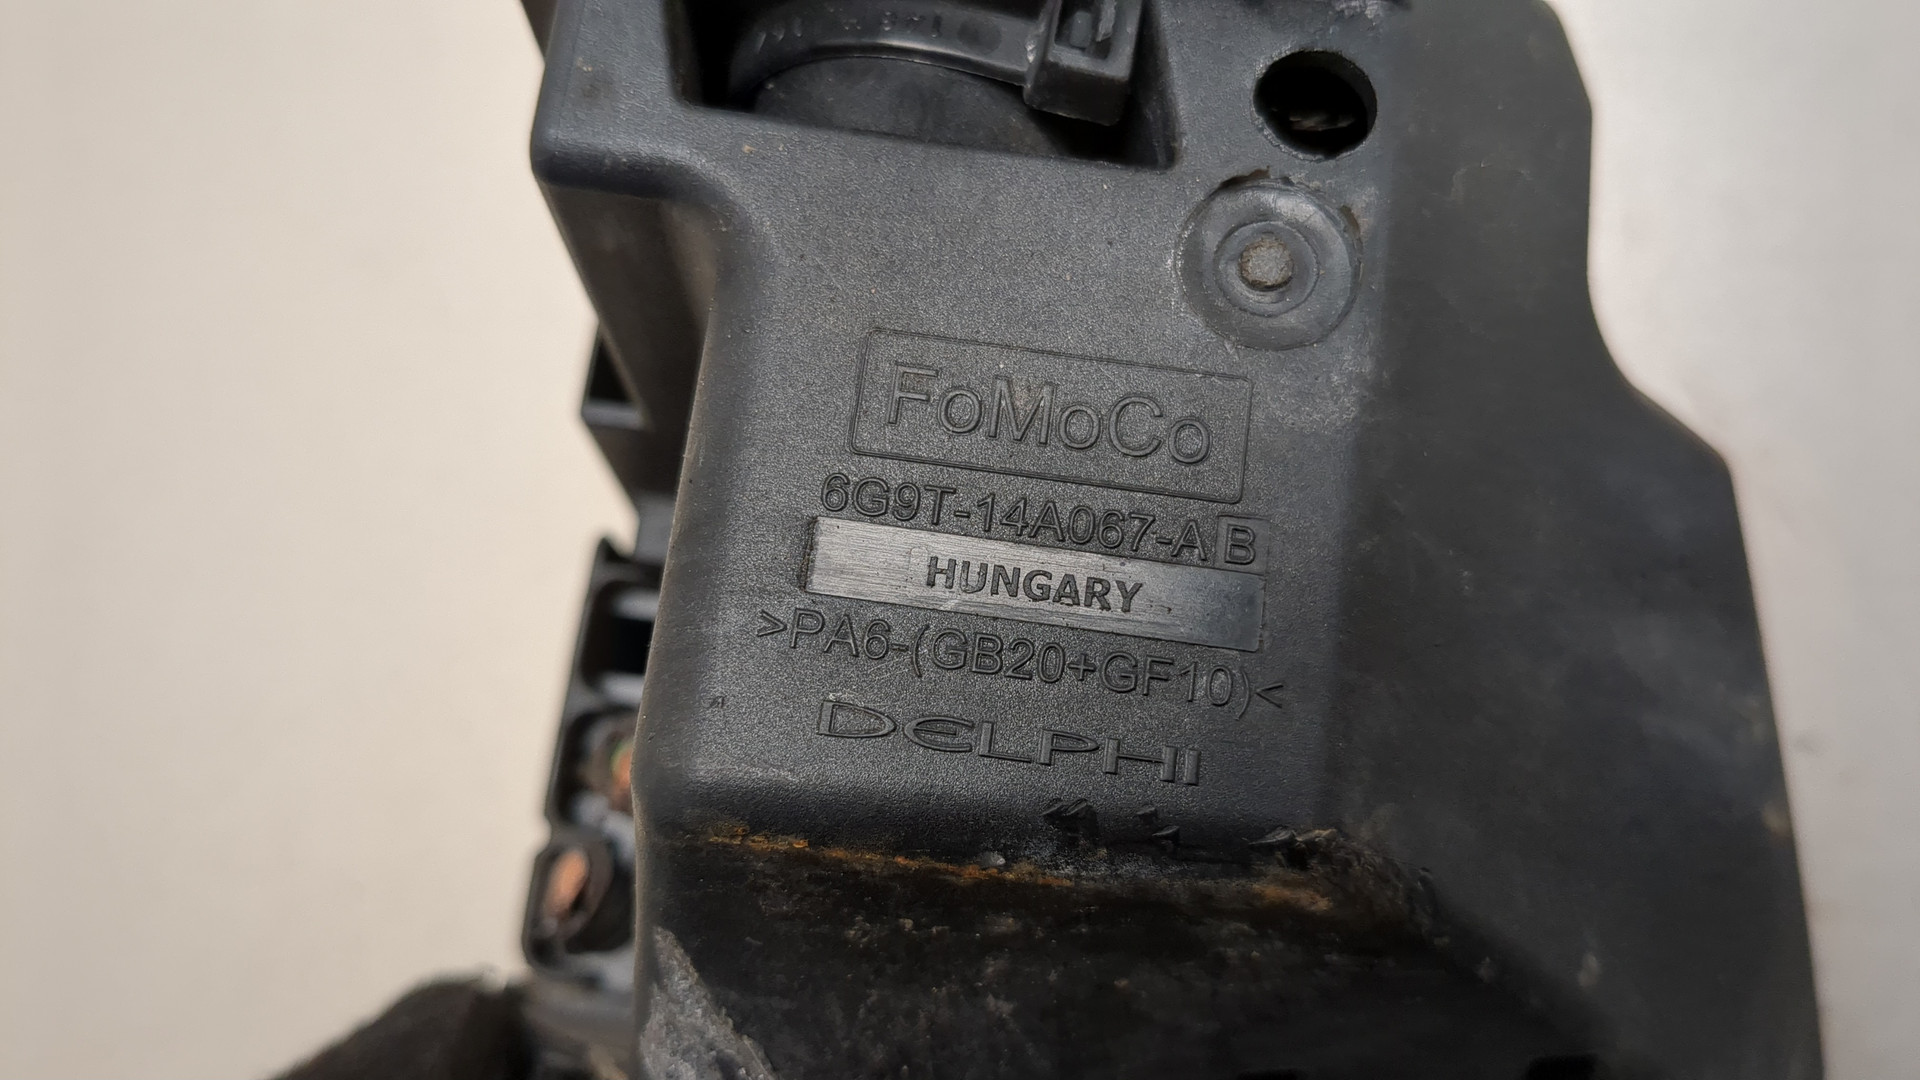 FoMoCo
6G9T-14A067-AB
HUNGARY
>PA6-(GB20+GF10)<
DELPHI